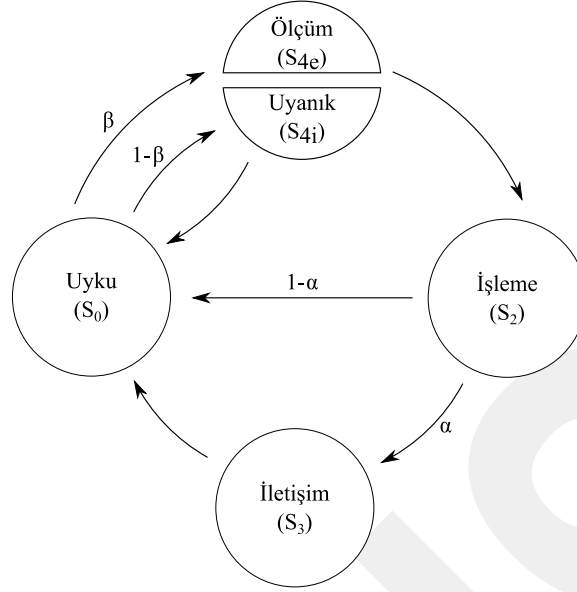 Ölçüm
(S4e)
Uyanık
(S4i)
β
1-β
Uyku
(S0)
1-α
İşleme
(S2)
α
İletişim
(S3)